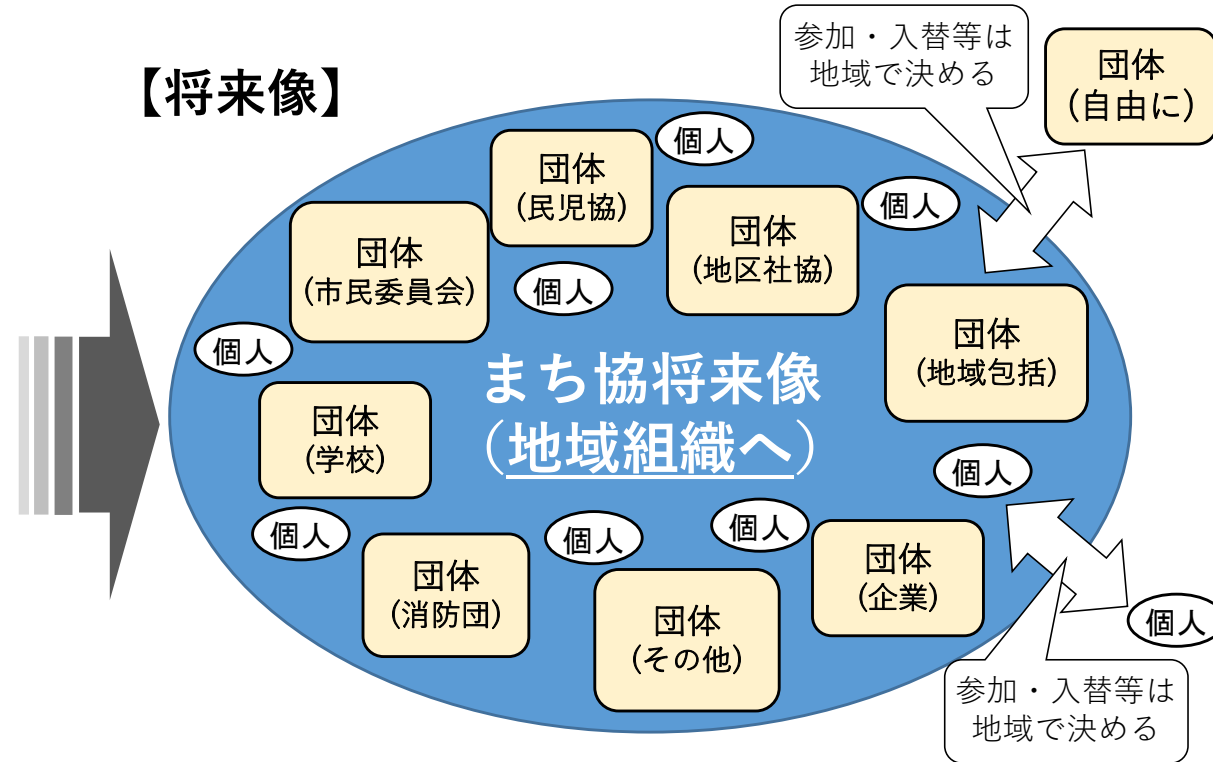 【将来像】
参加・入替等は
地域で決める
団体
(自由に)
個人
団体
(民児協)
個人
団体
(地区社協)
団体
(市民委員会)
個人
個人
団体
(地域包括)
まち協将来像
(地域組織へ)
団体
(学校)
個人
個人
個人
個人
団体
(消防団)
団体
(その他)
団体
(企業)
個人
参加・入替等は
地域で決める